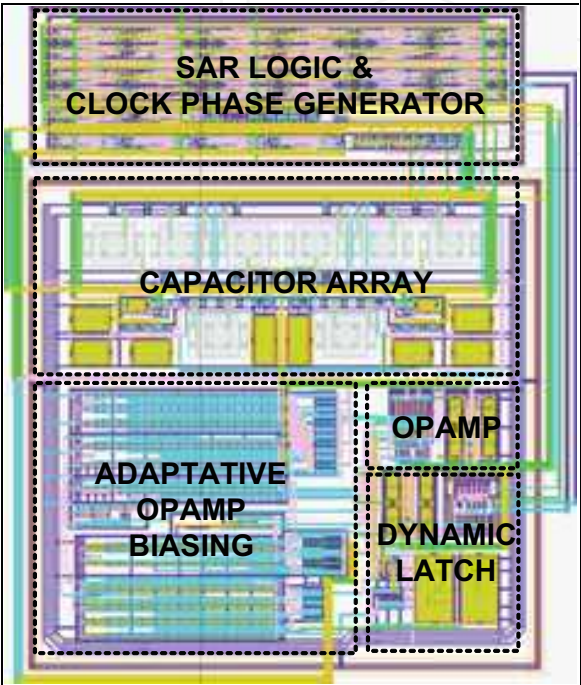 SAR LOGIC &
CLOCK PHASE GENERATOR
CAPACITOR ARRAY
OPAMP
ADAPTATIVE
OPAMP
BIASING
DYNAMIC
LATCH